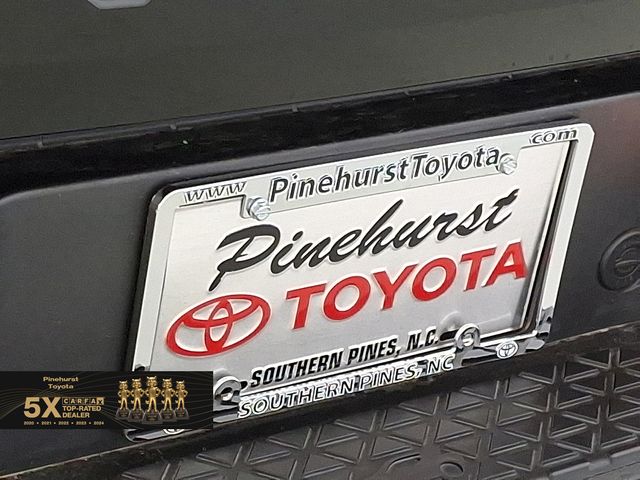 www PinehurstToyota com
Pinehurst
TOYOTA
SOUTHERN PINES, N.C.
SOUTHERN PINES, NC
Pinehurst
Toyota
5X CARFAX
TOP-RATED
DEALER
2020 • 2021 • 2022 • 2023 • 2024